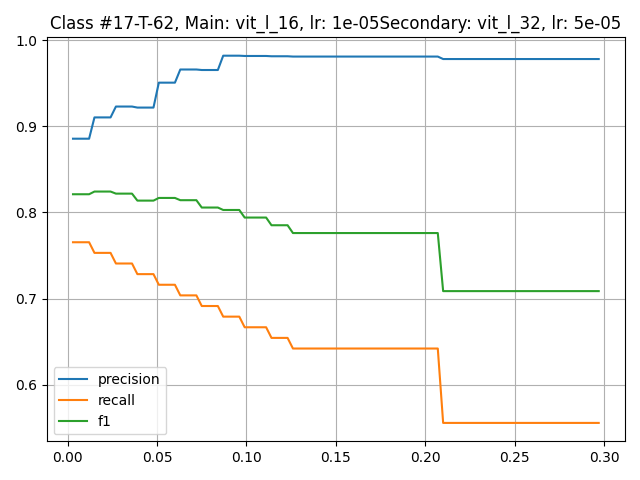 Class #17-T-62, Main: vit_l_16, lr: 1e-05Secondary: vit_l_32, lr: 5e-05
1.0
0.9
0.8
0.7
0.6
precision
recall
f1
0.00 0.05 0.10 0.15 0.20 0.25 0.30